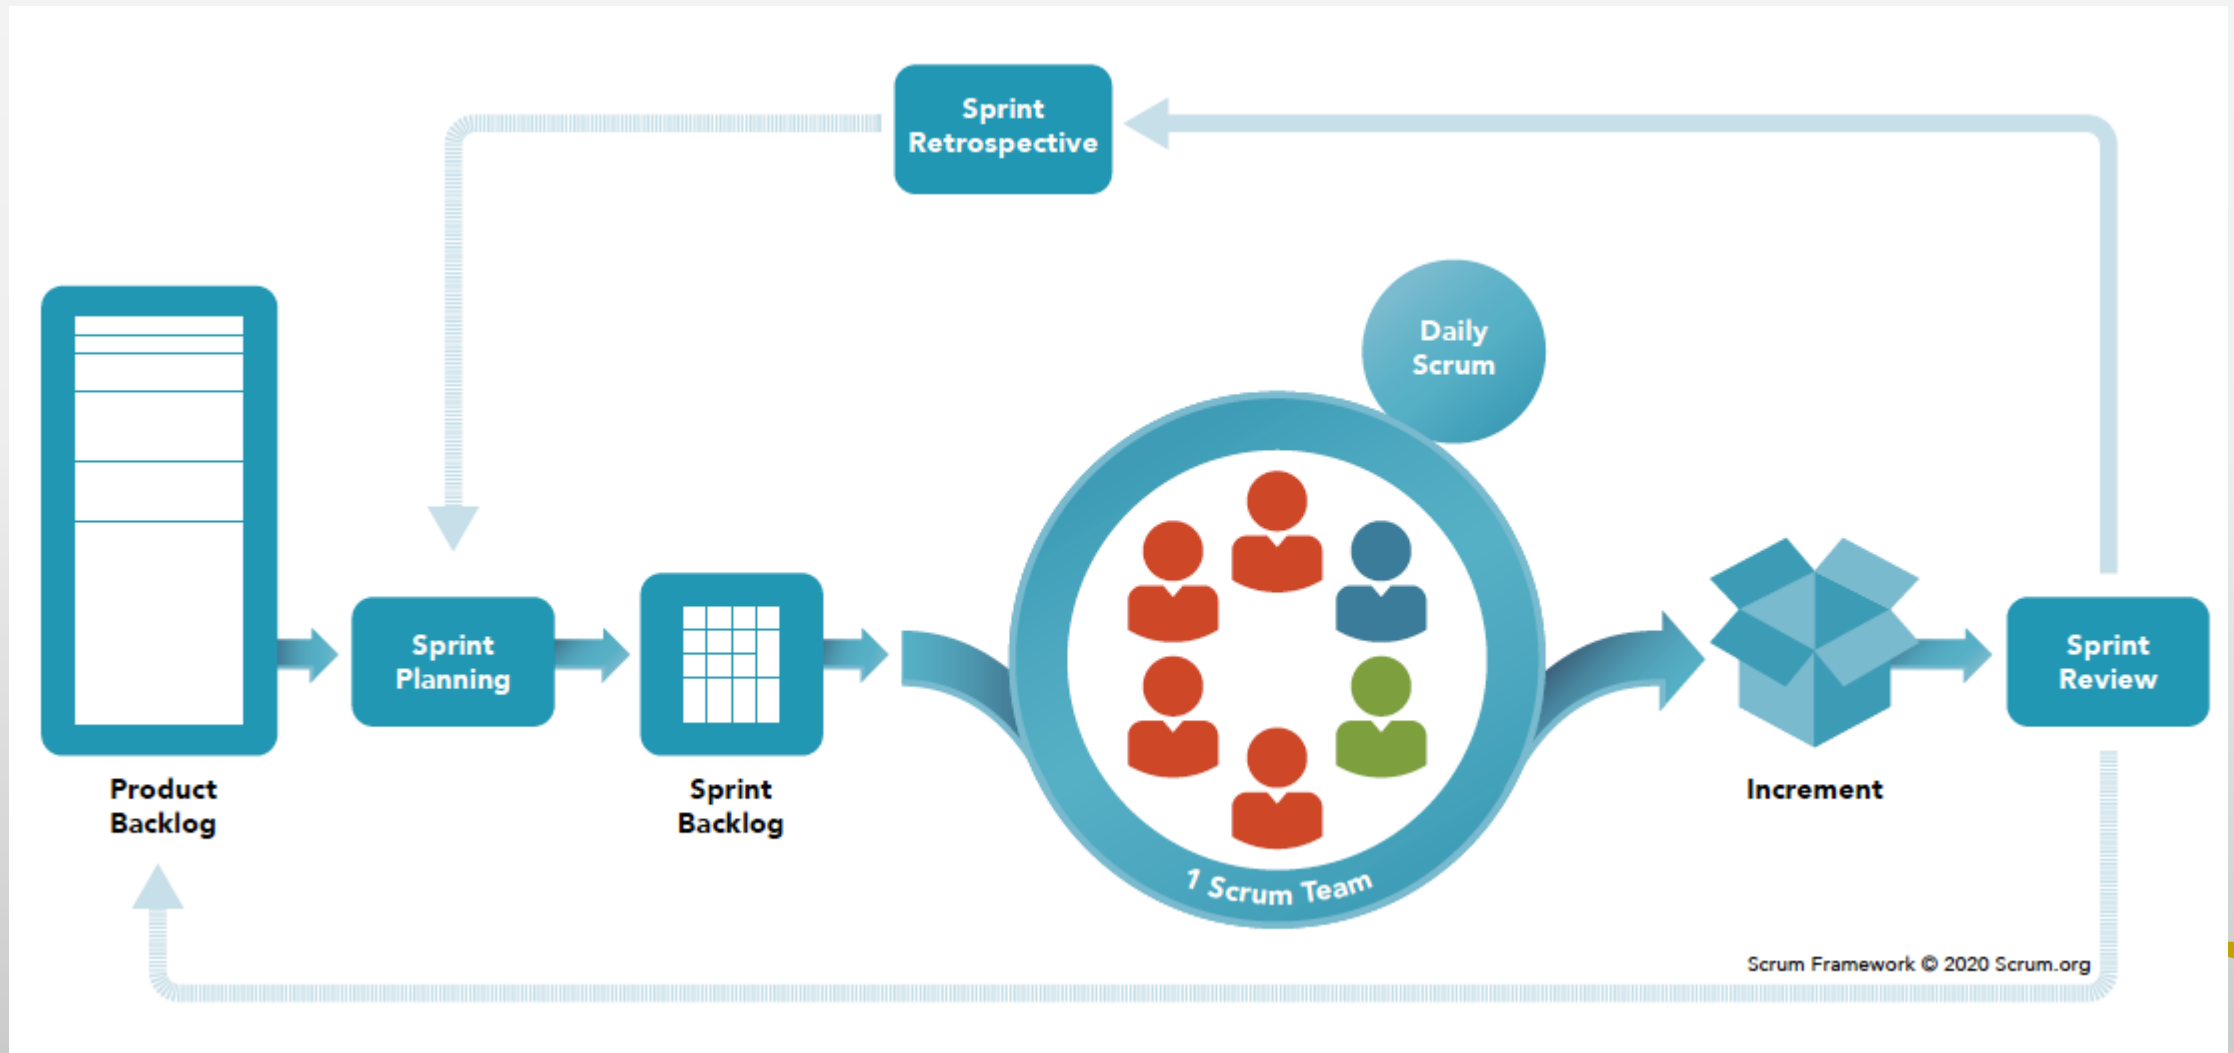 Sprint
Retrospective
Daily
Scrum
Sprint
Planning
Sprint
Review
Product
Backlog
Sprint
Backlog
1 Scrum Team
Increment
Scrum Framework © 2020 Scrum.org